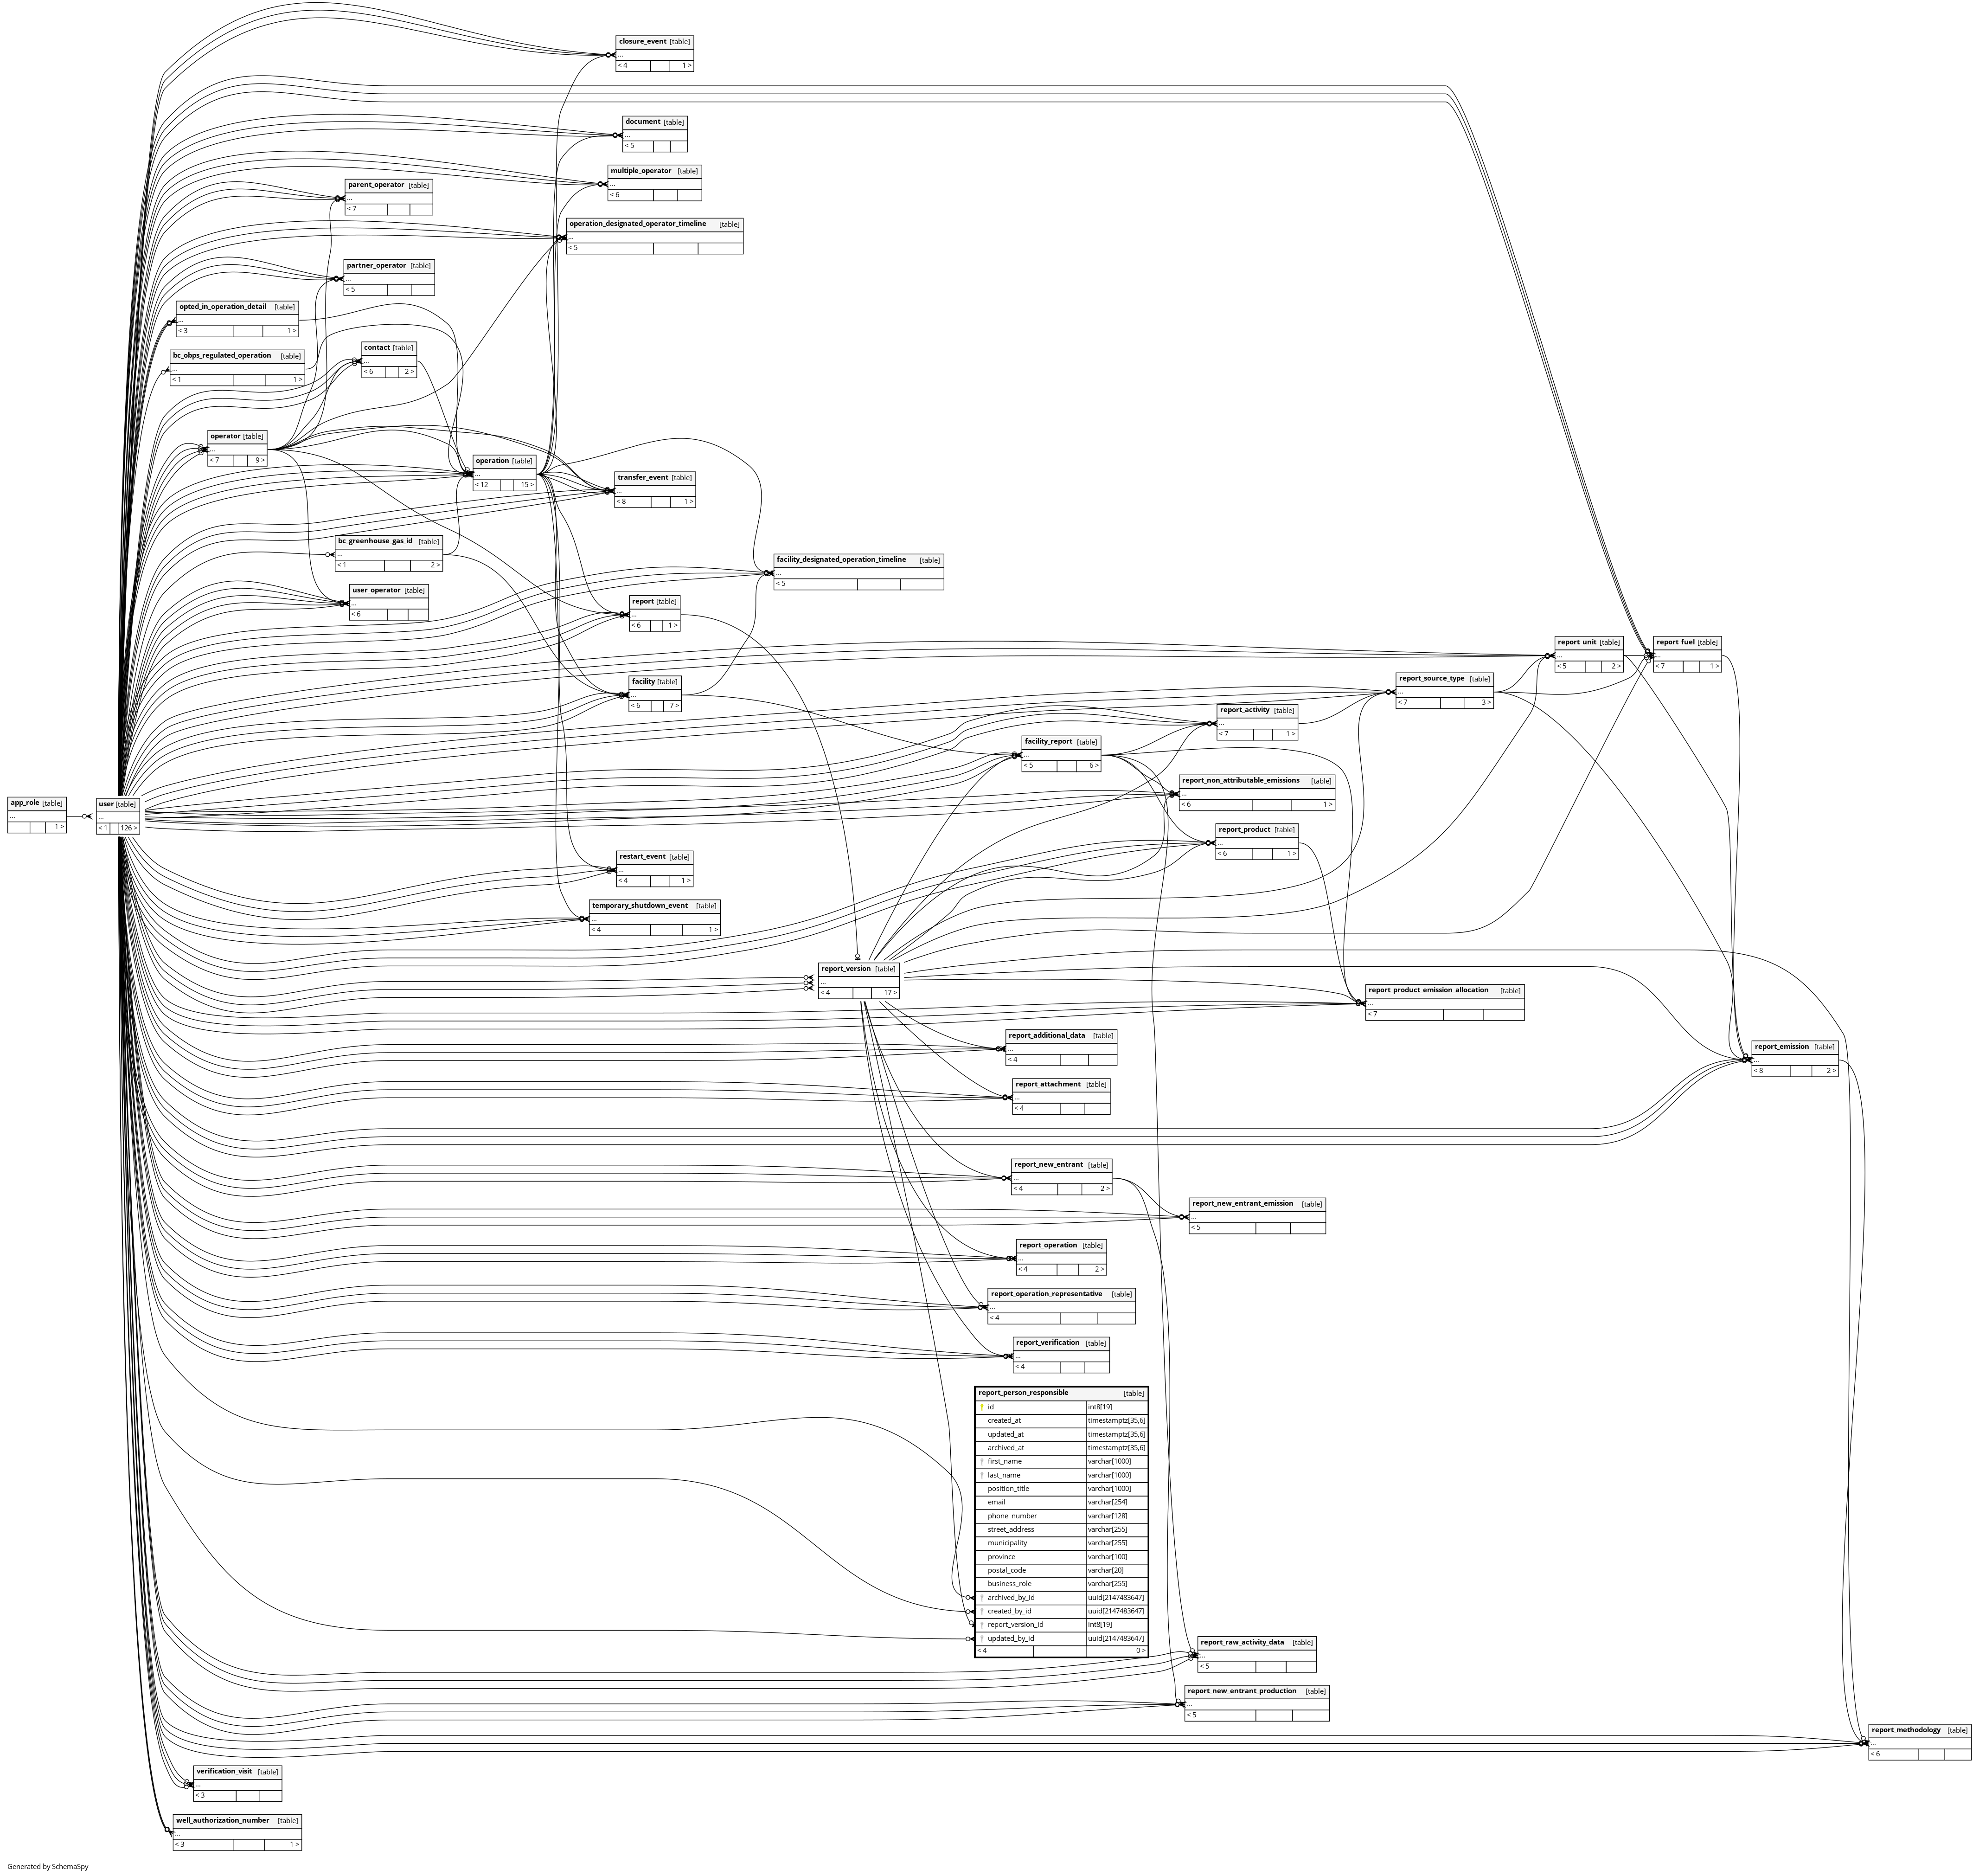 closure_event [table]
...
< 4 1 >
document [table]
...
< 5
multiple_operator [table]
...
< 6
parent_operator [table]
...
< 7
operation_designated_operator_timeline [table]
...
< 5
partner_operator [table]
...
< 5
opted_in_operation_detail [table]
...
< 3 1 >
contact [table]
...
< 6 2 >
bc_obps_regulated_operation [table]
...
< 1 1 >
operator [table]
...
< 7 9 >
operation [table]
...
< 12 15 >
transfer_event [table]
...
< 8 1 >
bc_greenhouse_gas_id [table]
...
< 1 2 >
facility_designated_operation_timeline [table]
...
< 5
user_operator [table]
...
< 6
report [table]
...
< 6 1 >
report_unit [table]
...
< 5 2 >
report_fuel [table]
...
< 7 1 >
facility [table]
...
< 6 7 >
report_source_type [table]
...
< 7 3 >
report_activity [table]
...
< 7 1 >
facility_report [table]
...
< 5 6 >
report_non_attributable_emissions [table]
...
< 6 1 >
app_role [table]
...
1 >
user [table]
...
< 1 126 >
report_product [table]
...
< 6 1 >
restart_event [table]
...
< 4 1 >
temporary_shutdown_event [table]
...
< 4 1 >
report_version [table]
...
< 4 17 >
report_product_emission_allocation [table]
...
< 7
report_additional_data [table]
...
< 4
report_emission [table]
...
< 8 2 >
report_attachment [table]
...
< 4
report_new_entrant [table]
...
< 4 2 >
report_new_entrant_emission [table]
...
< 5
report_operation [table]
...
< 4 2 >
report_operation_representative [table]
...
< 4
report_verification [table]
...
< 4
report_person_responsible [table]
id int8[19]
created_at timestamptz[35,6]
updated_at timestamptz[35,6]
archived_at timestamptz[35,6]
first_name varchar[1000]
last_name varchar[1000]
position_title varchar[1000]
email varchar[254]
phone_number varchar[128]
street_address varchar[255]
municipality varchar[255]
province varchar[100]
postal_code varchar[20]
business_role varchar[255]
archived_by_id uuid[2147483647]
created_by_id uuid[2147483647]
report_version_id int8[19]
updated_by_id uuid[2147483647]
< 4 0 >
report_raw_activity_data [table]
...
< 5
report_new_entrant_production [table]
...
< 5
report_methodology [table]
...
< 6
verification_visit [table]
...
< 3
well_authorization_number [table]
...
< 3 1 >
Generated by SchemaSpy